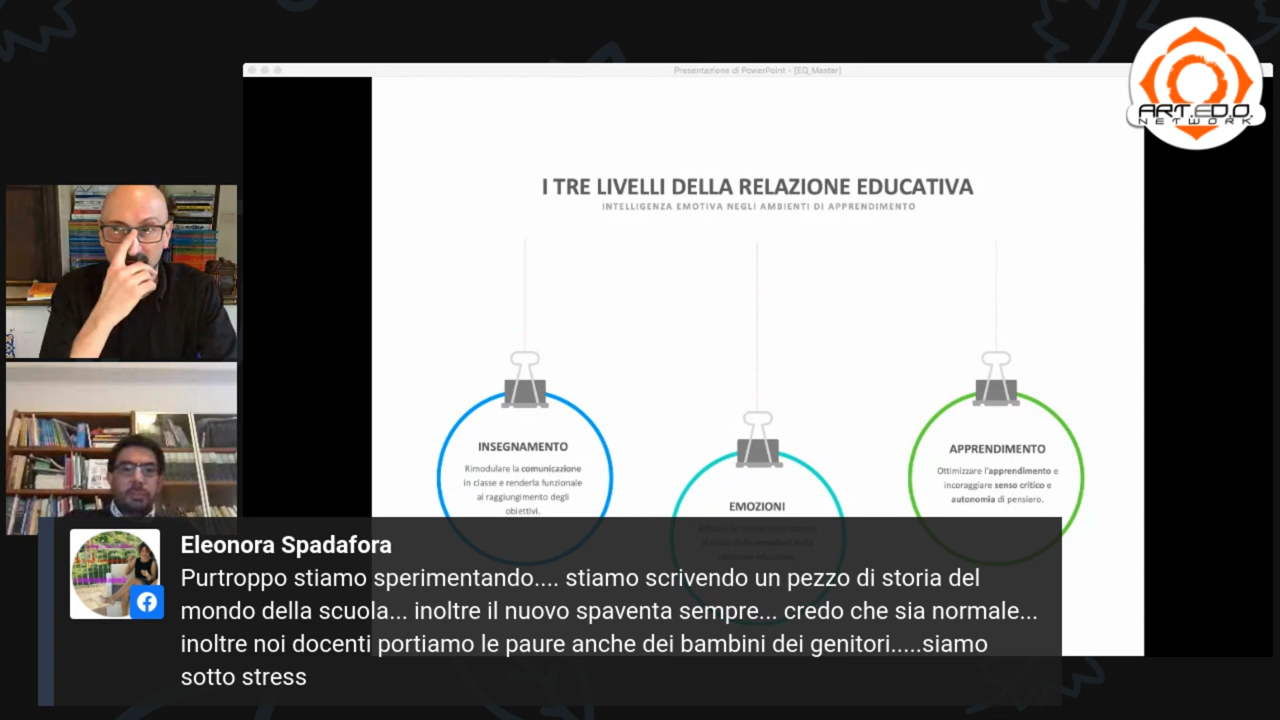 Presentazione di PowerPoint - [EQ_Master]
ART.E.D.O.
NETWORK
I TRE LIVELLI DELLA RELAZIONE EDUCATIVA
INTELLIGENZA EMOTIVA NEGLI AMBIENTI DI APPRENDIMENTO
INSEGNAMENTO
Rimodulare la comunicazione
in classe e renderla funzionale
al raggiungimento degli
obiettivi.
EMOZIONI
APPRENDIMENTO
Ottimizzare l'apprendimento e
incoraggiare senso critico e
autonomia di pensiero.
Eleonora Spadafora
Purtroppo stiamo sperimentando.... stiamo scrivendo un pezzo di storia del
mondo della scuola... inoltre il nuovo spaventa sempre... credo che sia normale...
inoltre noi docenti portiamo le paure anche dei bambini dei genitori.....siamo
sotto stress